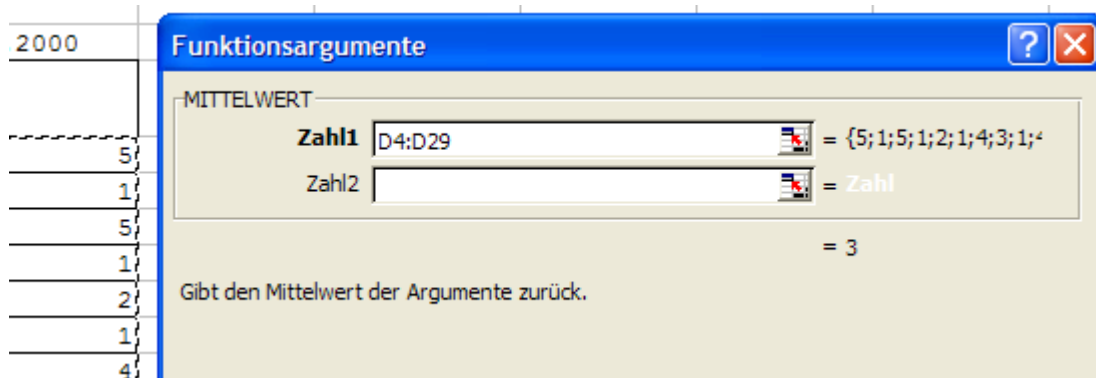 2000
Funktionsargumente
MITTELWERT
Zahl1 D4:D29 = {5;1;5;1;2;1;4;3;1;4
Zahl2 = Zahl
= 3
Gibt den Mittelwert der Argumente zurück.
5
1
5
1
2
1
4